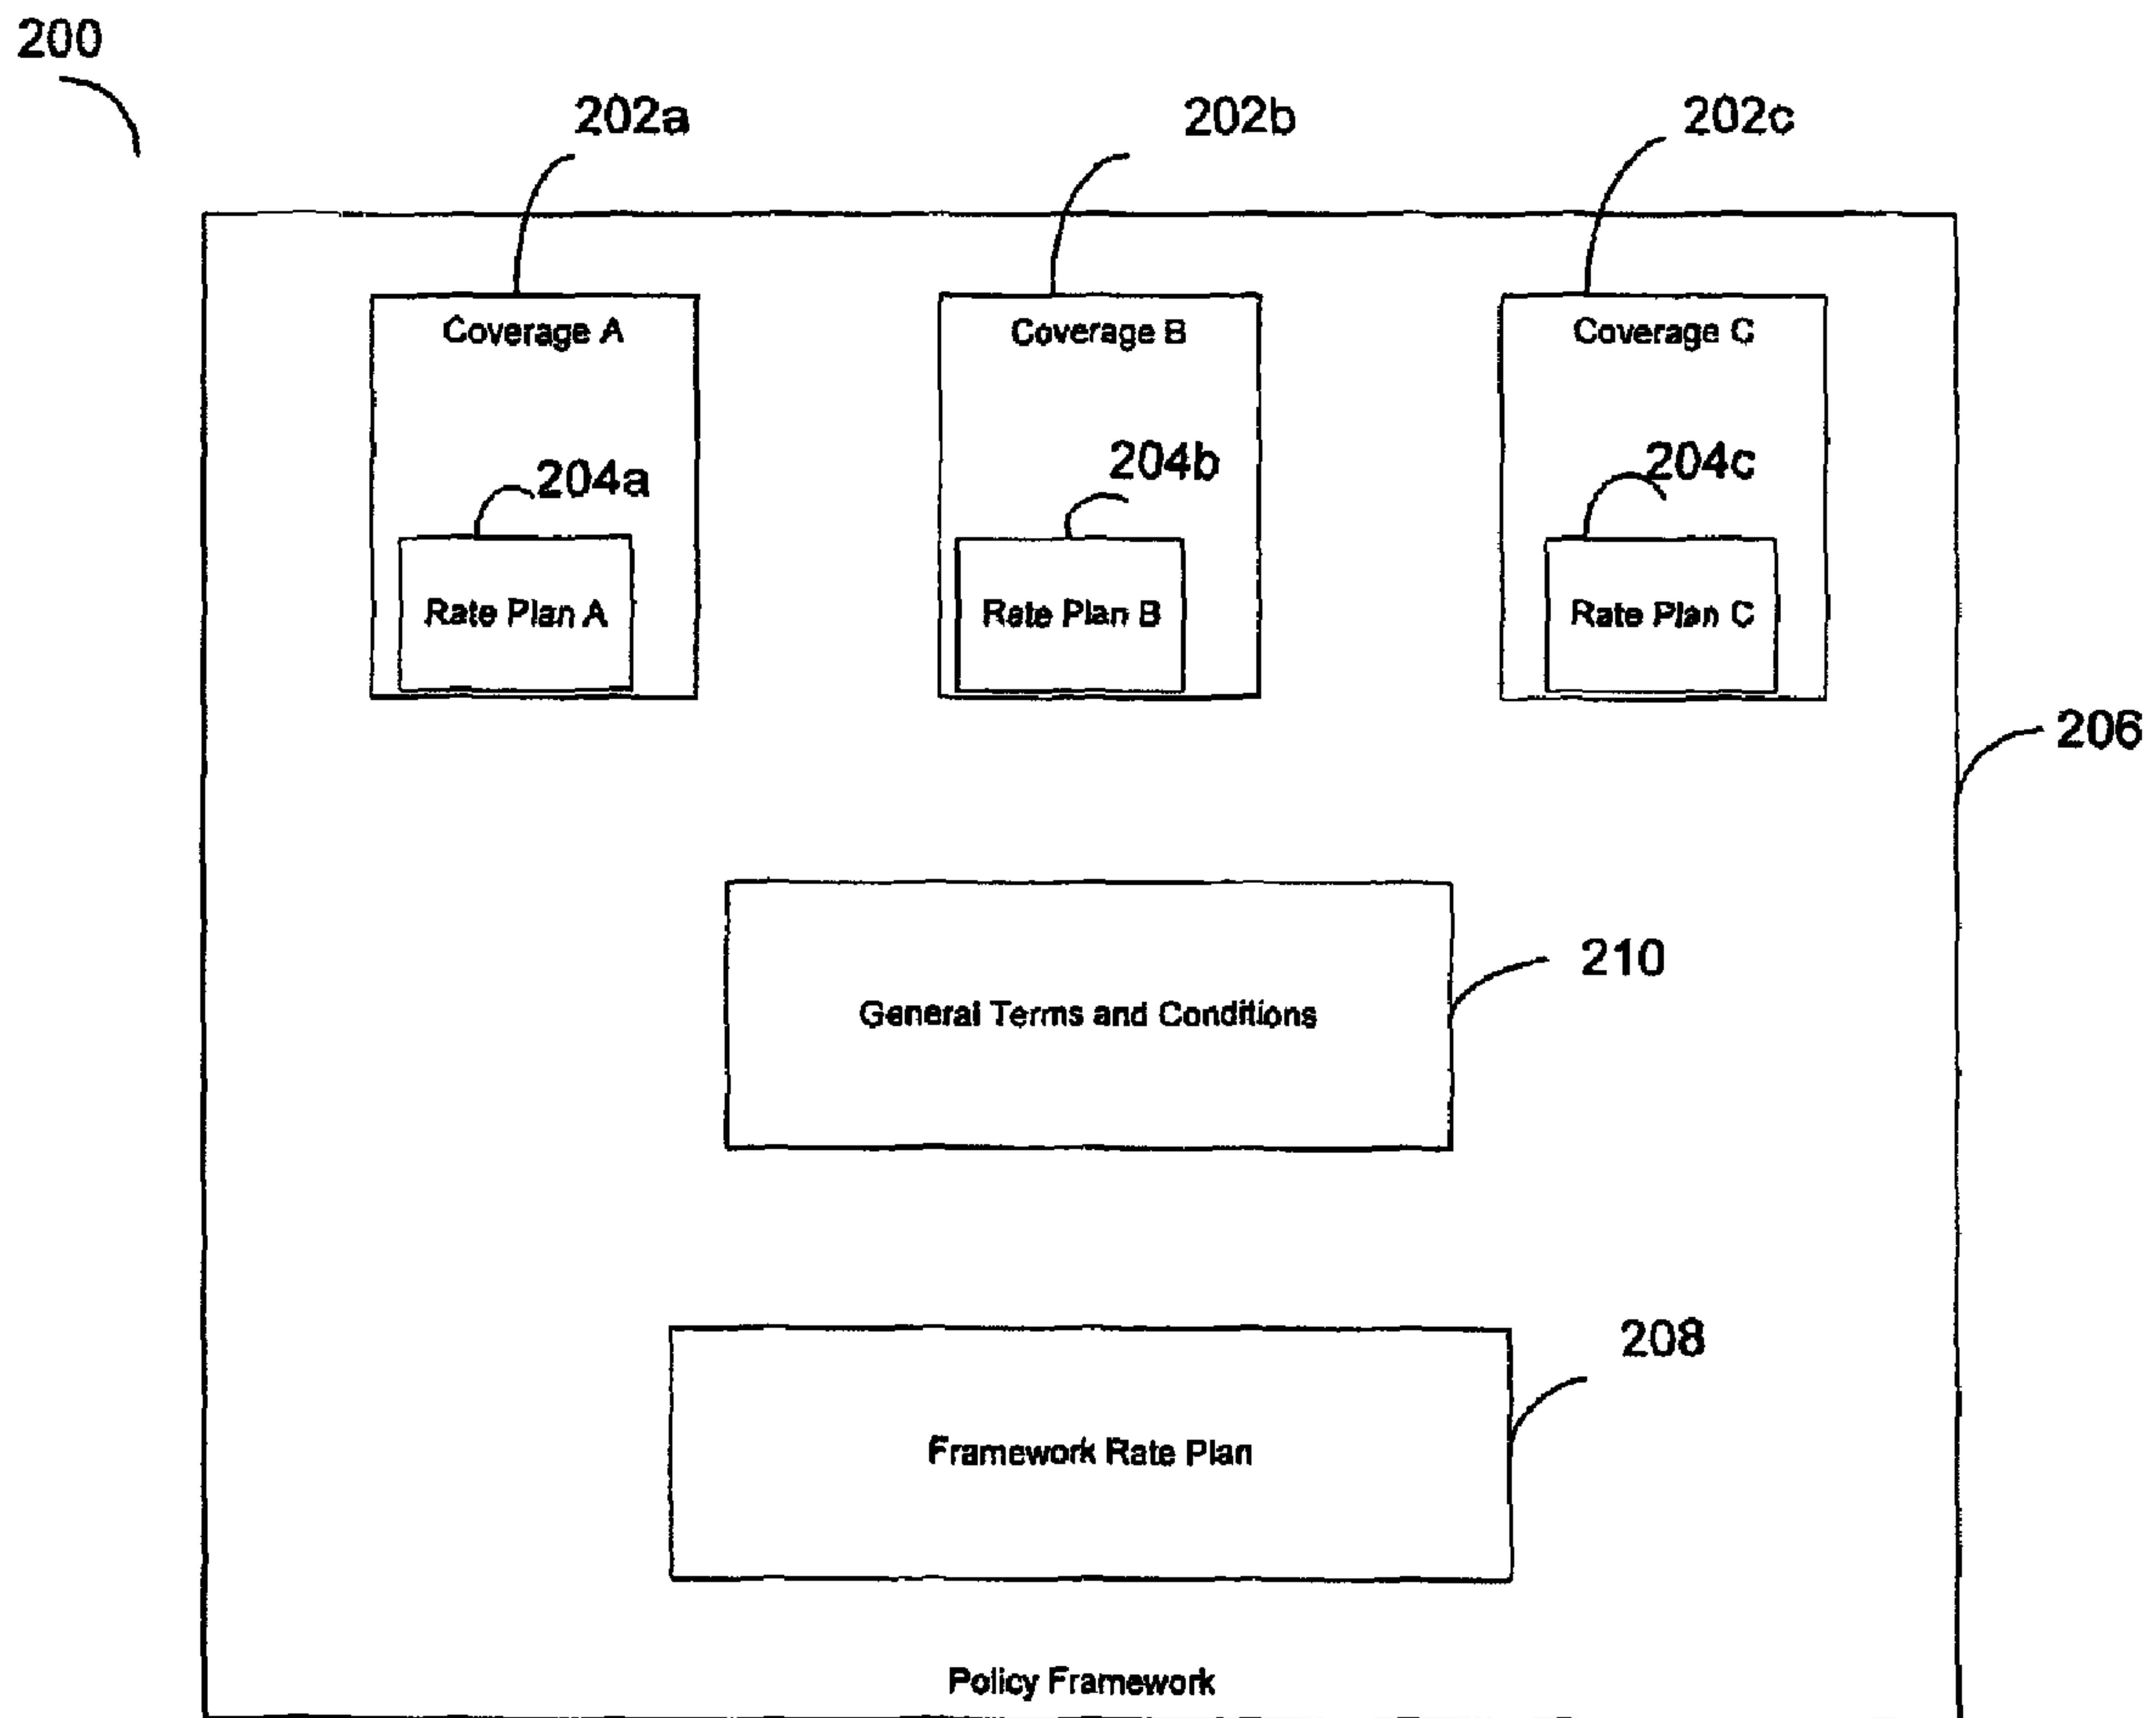 200
202a
202b
202c
Coverage A
Coverage B
Coverage C
204a
204b
204c
Rate Plan A
Rate Plan B
Rate Plan C
206
210
General Terms and Conditions
208
Framework Rate Plan
Policy Framework